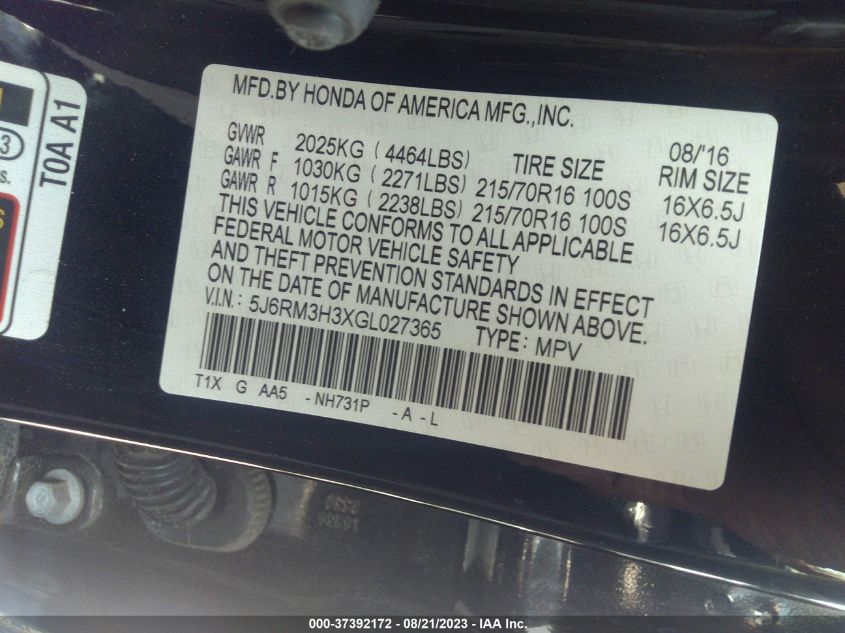 MFD.BY HONDA OF AMERICA MFG.,INC.
GVWR 2025KG (4464LBS) TIRE SIZE 08/'16 RIM SIZE
GAWR F 1030KG (2271LBS) 215/70R16 100S 16X6.5J
GAWR R 1015KG (2238LBS) 215/70R16 100S 16X6.5J
THIS VEHICLE CONFORMS TO ALL APPLICABLE
FEDERAL MOTOR VEHICLE SAFETY
AND THEFT PREVENTION STANDARDS IN EFFECT
ON THE DATE OF MANUFACTURE SHOWN ABOVE.
V.I.N.: 5J6RM3H3XGL027365 TYPE: MPV
T1X G AA5 -NH731P -A -L
T0A A1
3
s.
000-37392172 - 08/21/2023 - IAA Inc.